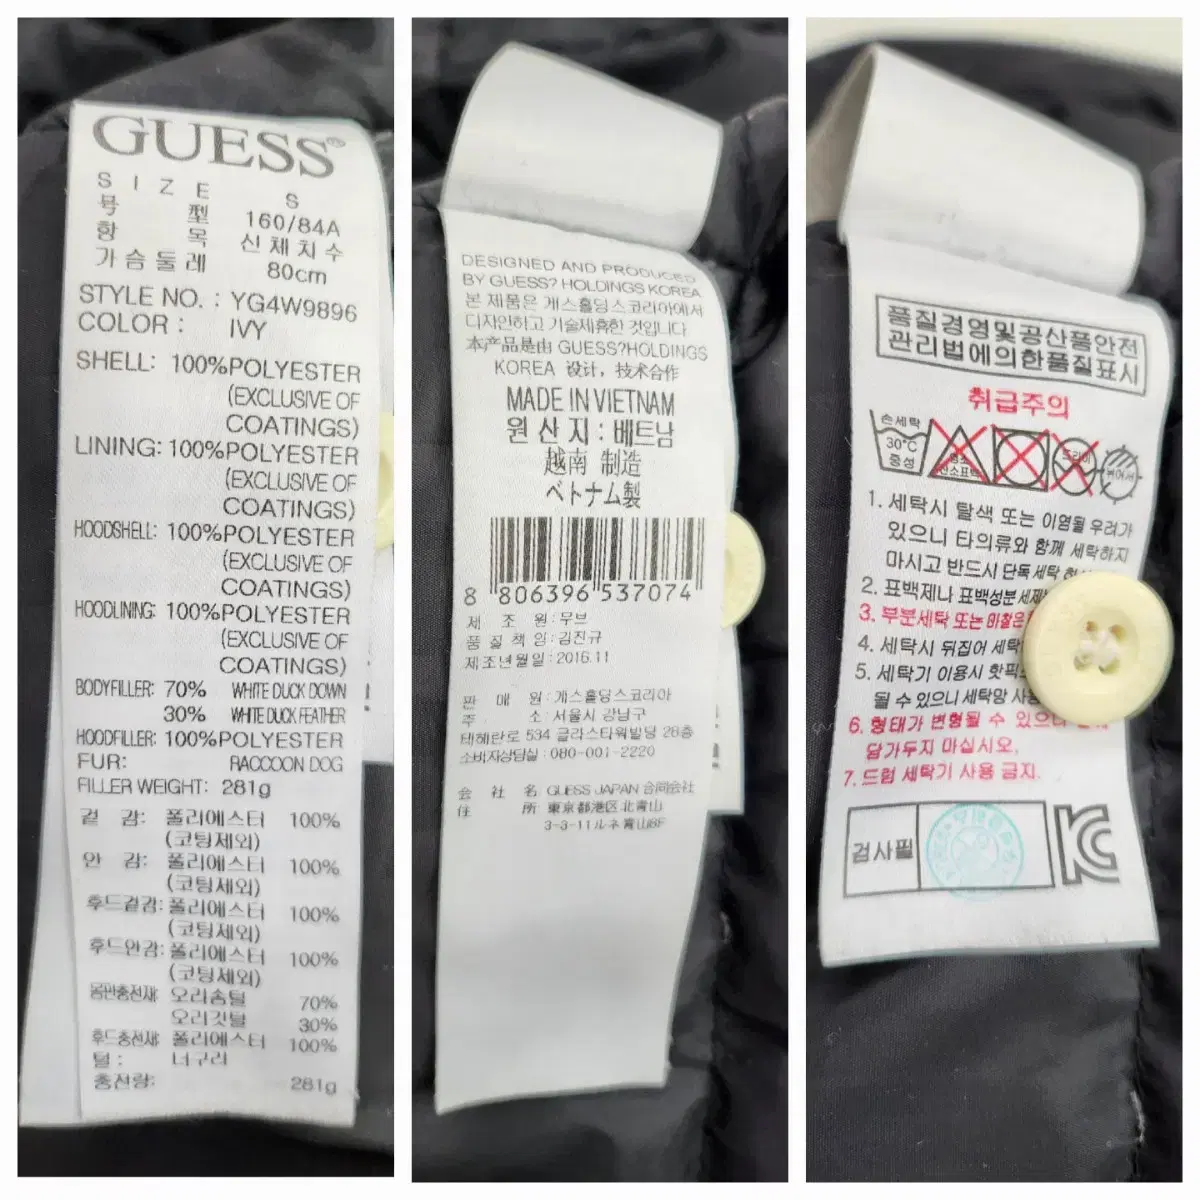 GUESS®
SIZE S
号 型 160/84A
항 목 신체치수
가슴둘레 80cm
STYLE NO. : YG4W9896
COLOR : IVY
SHELL: 100%POLYESTER
(EXCLUSIVE OF
COATINGS)
LINING: 100%POLYESTER
(EXCLUSIVE OF
COATINGS)
HOODSHELL: 100%POLYESTER
(EXCLUSIVE OF
COATINGS)
HOODLINING: 100%POLYESTER
(EXCLUSIVE OF
COATINGS)
BODYFILLER: 70% WHITE DUCK DOWN
30% WHITE DUCK FEATHER
HOODFILLER: 100%POLYESTER
FUR: RACCOON DOG
FILLER WEIGHT: 281g
겉 감: 폴리에스터 100%
(코팅제외)
안 감: 폴리에스터 100%
(코팅제외)
후드겉감: 폴리에스터 100%
(코팅제외)
후드안감: 폴리에스터 100%
(코팅제외)
몸판충전재: 오리솜털 70%
오리깃털 30%
후드충전재: 폴리에스터 100%
털 : 너구리
총전량: 281g
DESIGNED AND PRODUCED
BY GUESS? HOLDINGS KOREA
본 제품은 게스홀딩스코리아에서
디자인하고 기술제휴한 것입니다
本产品是由 GUESS?HOLDINGS
KOREA 设计, 技术合作
MADE IN VIETNAM
원산지 : 베트남
越南 制造
ベトナム製
8 806396 537074
제 조 원 : 무브
품질책임 : 김진규
제조년월일 : 2016.11
판 매 원 : 게스홀딩스코리아
주 소 : 서울시 강남구
테헤란로 534 글라스타워빌딩 28층
소비자상담실 : 080-001-2220
会 社 名 GUESS JAPAN 合同会社
住 所 東京都港区北青山
3-3-11ルネ青山8F
품질경영및공산품안전
관리법에의한품질표시
취급주의
손세탁
30°C
중성
염소
산소표백
드라이
뉘어서
1. 세탁시 탈색 또는 이염될 우려가
있으니 타의류와 함께 세탁하지
마시고 반드시 단독 세탁
2. 표백제나 표백성분 세제
3. 부분세탁 또는 마찰은
4. 세탁시 뒤집어 세탁
5. 세탁기 이용시 핫픽스
될 수 있으니 세탁망 사용
6. 형태가 변형될 수 있으니
담가두지 마십시오.
7. 드럼 세탁기 사용 금지.
검사필
KC